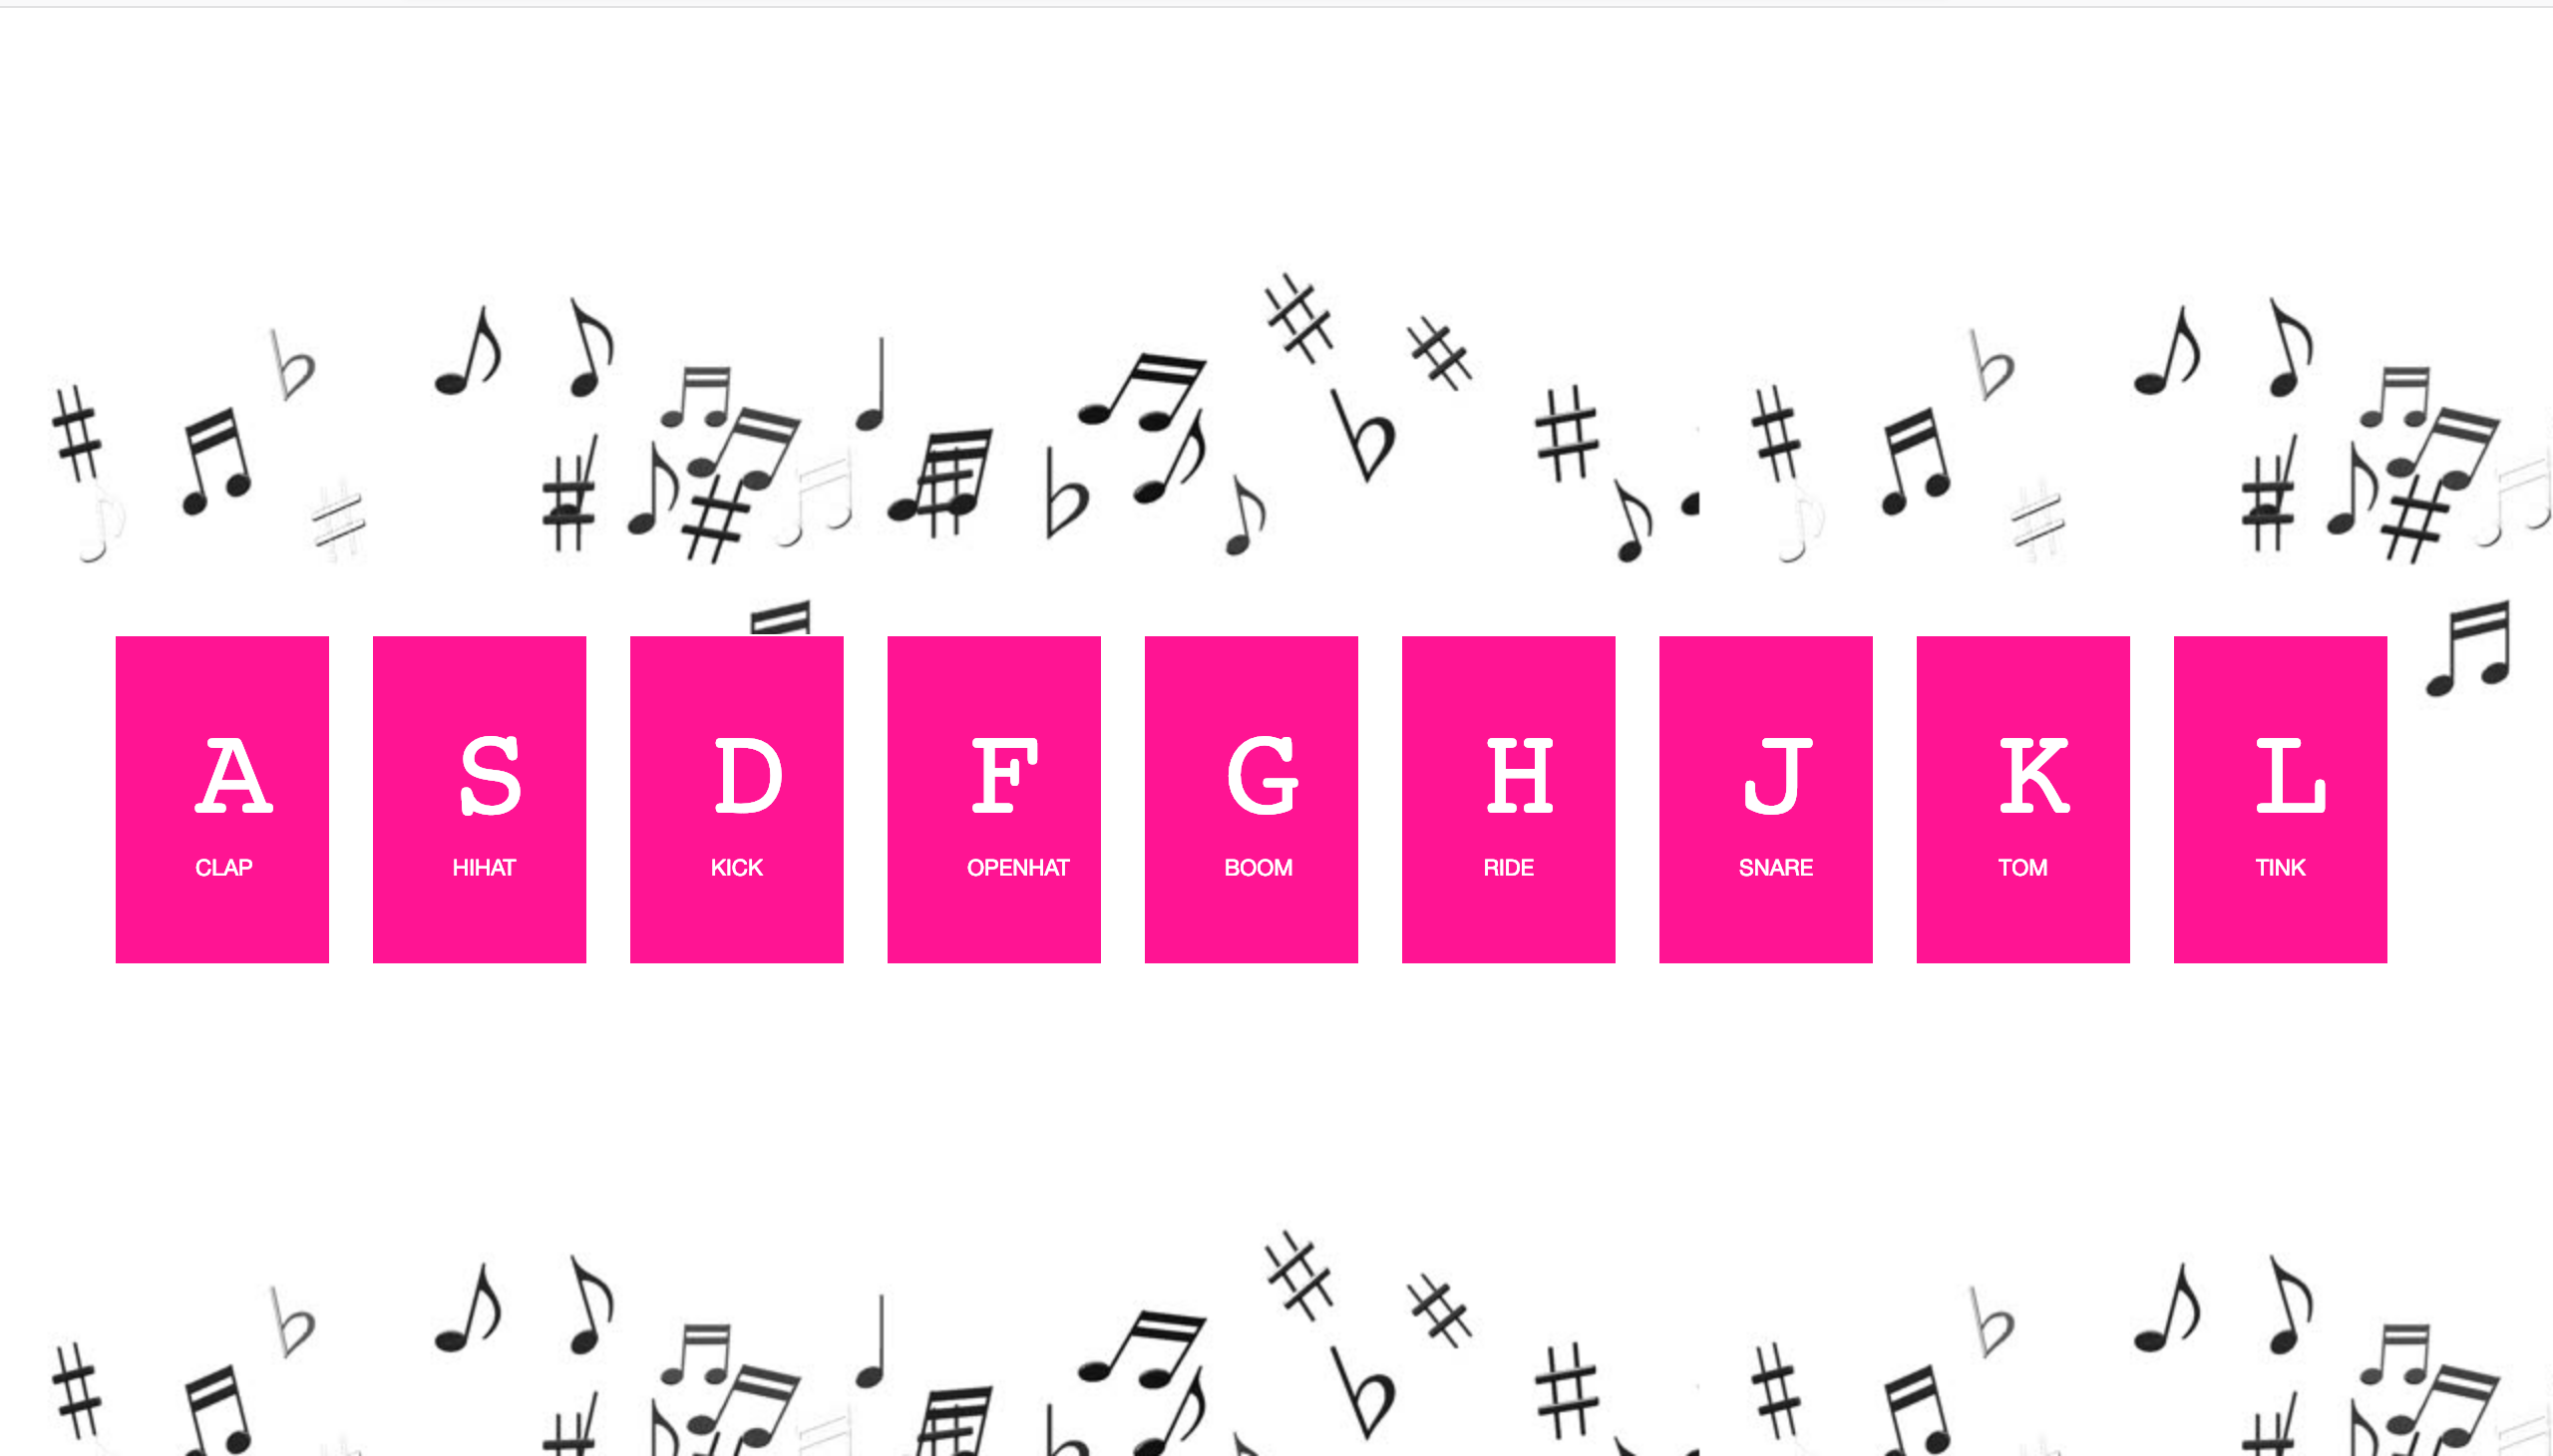 A S D F G H J K L
CLAP HIHAT KICK OPENHAT BOOM RIDE SNARE TOM TINK